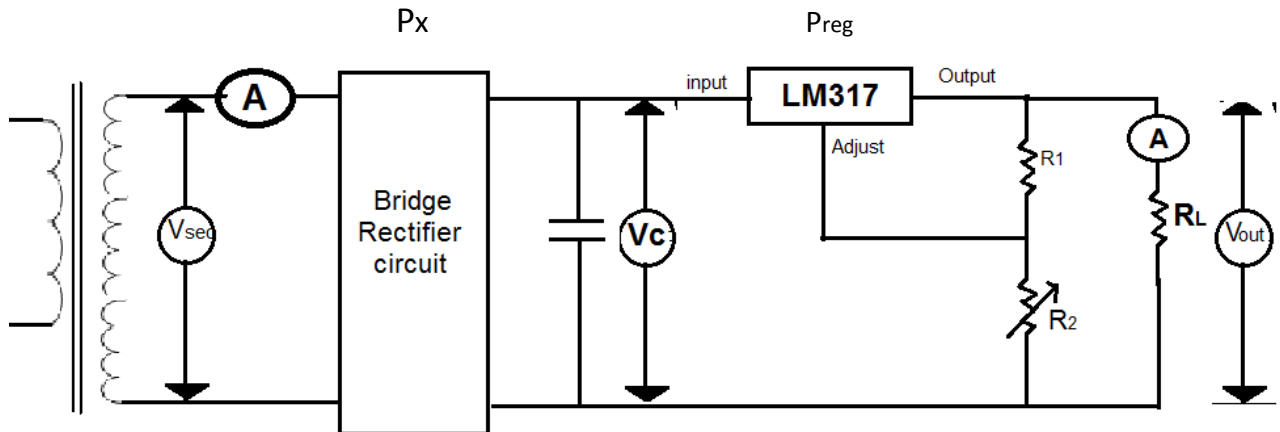 Px
Preg
input
LM317
Output
A
Adjust
R1
A
Bridge
Rectifier
circuit
Vsec
Vc
RL
Vout
R2